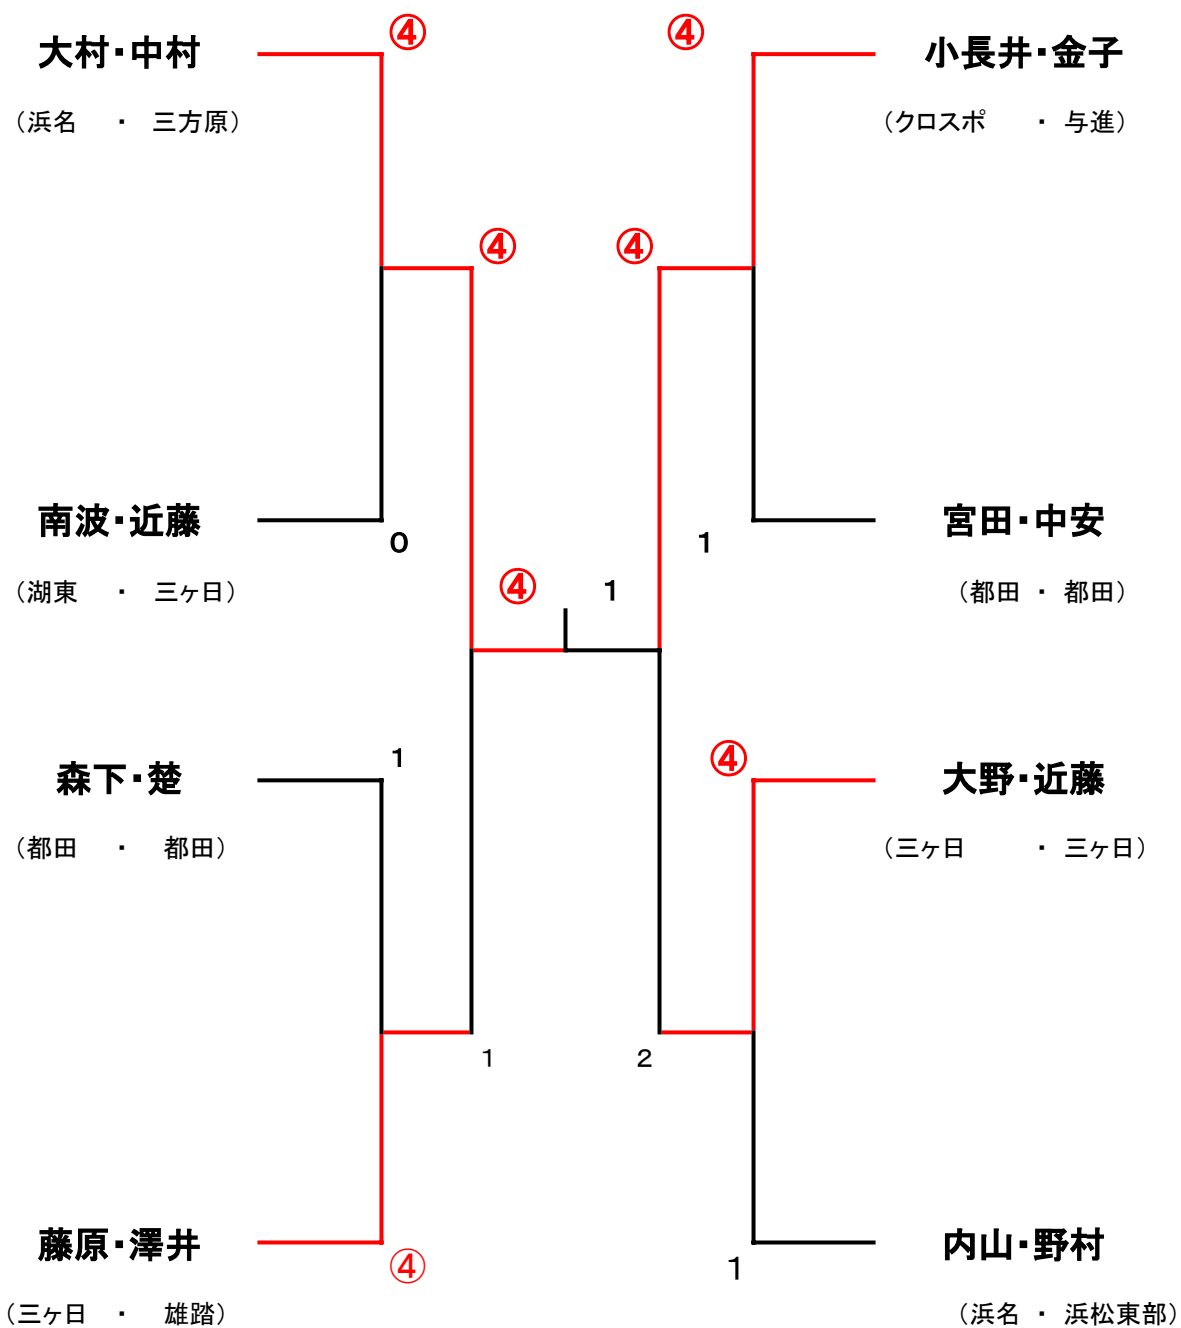 大村・中村 ④ ④ 小長井・金子
（浜名 ・ 三方原） （クロスポ ・ 与進）
④ ④
南波・近藤 0 1 宮田・中安
（湖東 ・ 三ヶ日） ④ 1 （都田 ・ 都田）
森下・楚 1 ④ 大野・近藤
（都田 ・ 都田） （三ヶ日 ・ 三ヶ日）
1 2
藤原・澤井 ④ 1 内山・野村
（三ヶ日 ・ 雄踏） （浜名 ・ 浜松東部）